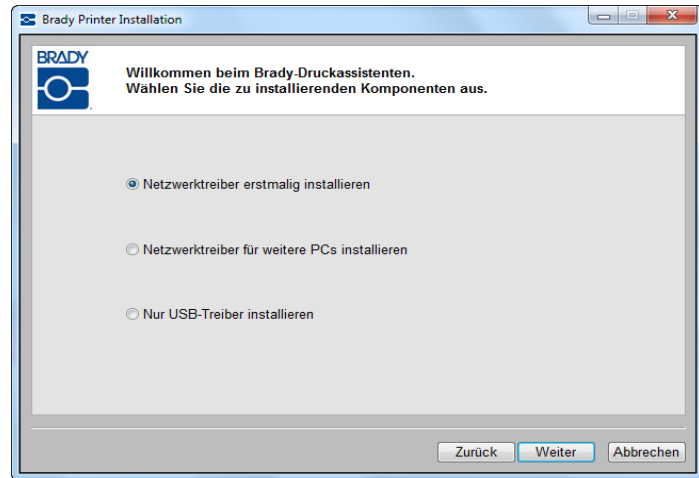 Brady Printer Installation
BRADY
Willkommen beim Brady-Druckassistenten.
Wählen Sie die zu installierenden Komponenten aus.
Netzwerktreiber erstmalig installieren
Netzwerktreiber für weitere PCs installieren
Nur USB-Treiber installieren
Zurück Weiter Abbrechen